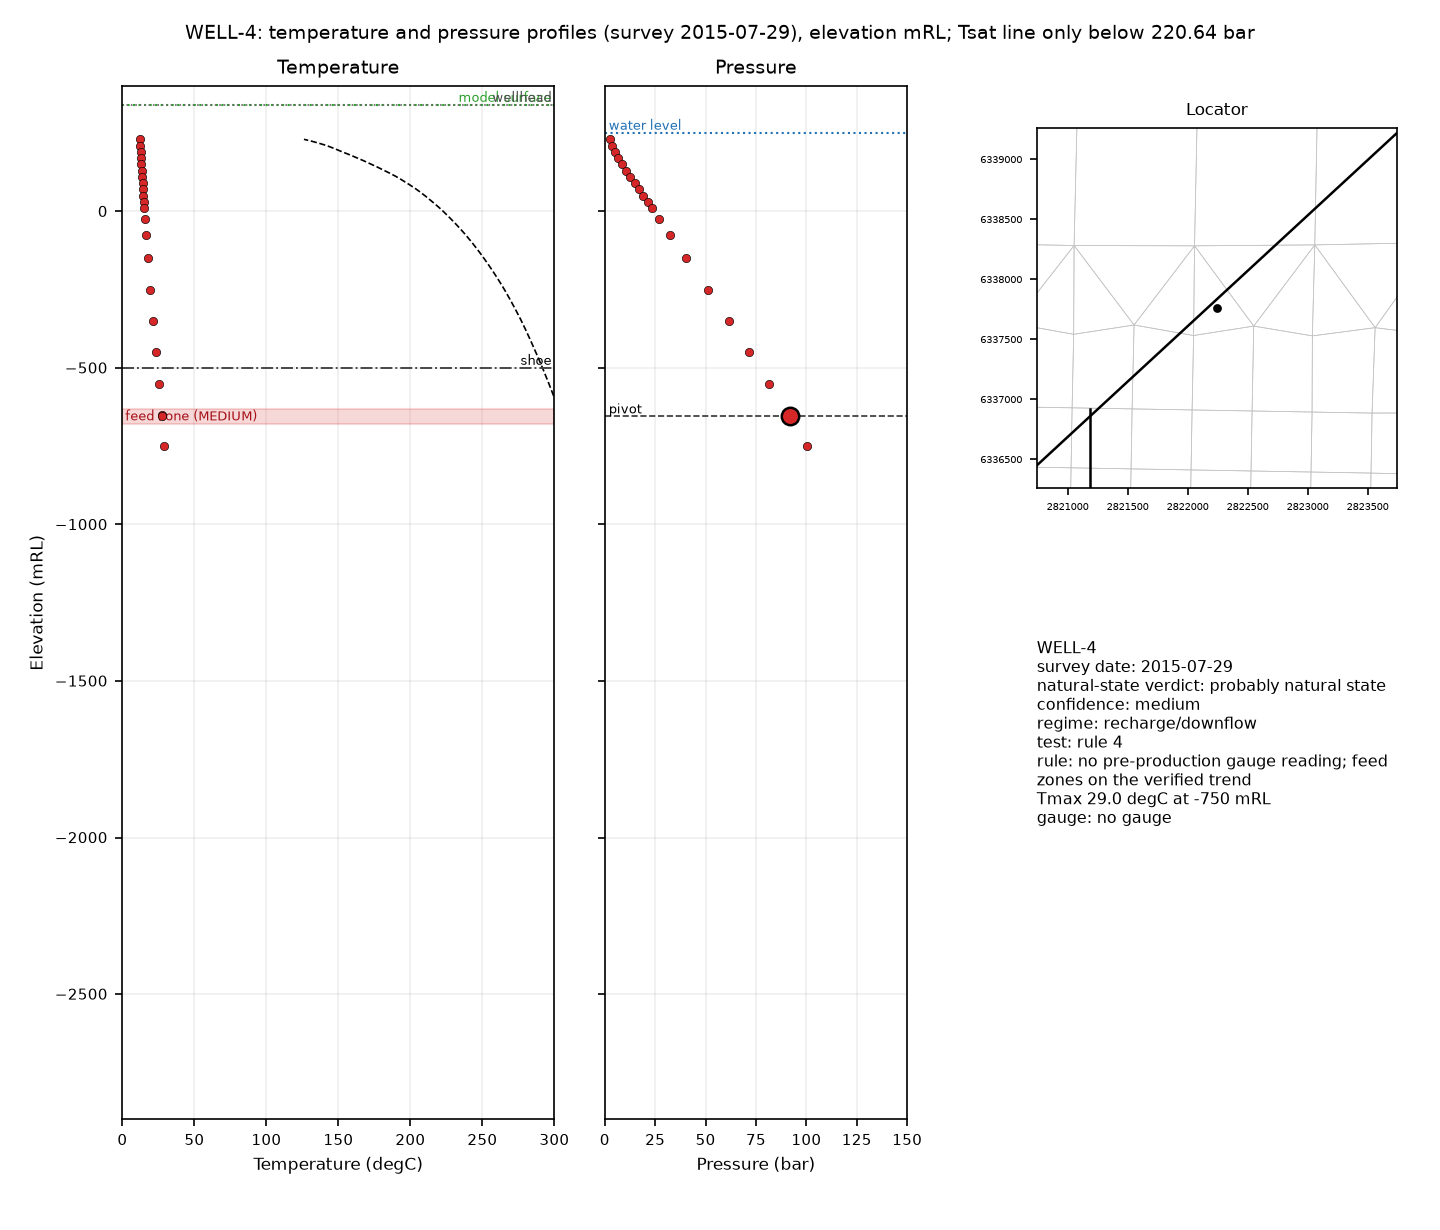 WELL-4: temperature and pressure profiles (survey 2015-07-29), elevation mRL; Tsat line only below 220.64 bar
Temperature
model surface
wellhead
shoe
feed zone (MEDIUM)
0
−500
−1000
−1500
−2000
−2500
Elevation (mRL)
0 50 100 150 200 250 300
Temperature (degC)
Pressure
water level
pivot
0 25 50 75 100 125 150
Pressure (bar)
Locator
6339000
6338500
6338000
6337500
6337000
6336500
2821000 2821500 2822000 2822500 2823000 2823500
WELL-4
survey date: 2015-07-29
natural-state verdict: probably natural state
confidence: medium
regime: recharge/downflow
test: rule 4
rule: no pre-production gauge reading; feed
zones on the verified trend
Tmax 29.0 degC at -750 mRL
gauge: no gauge